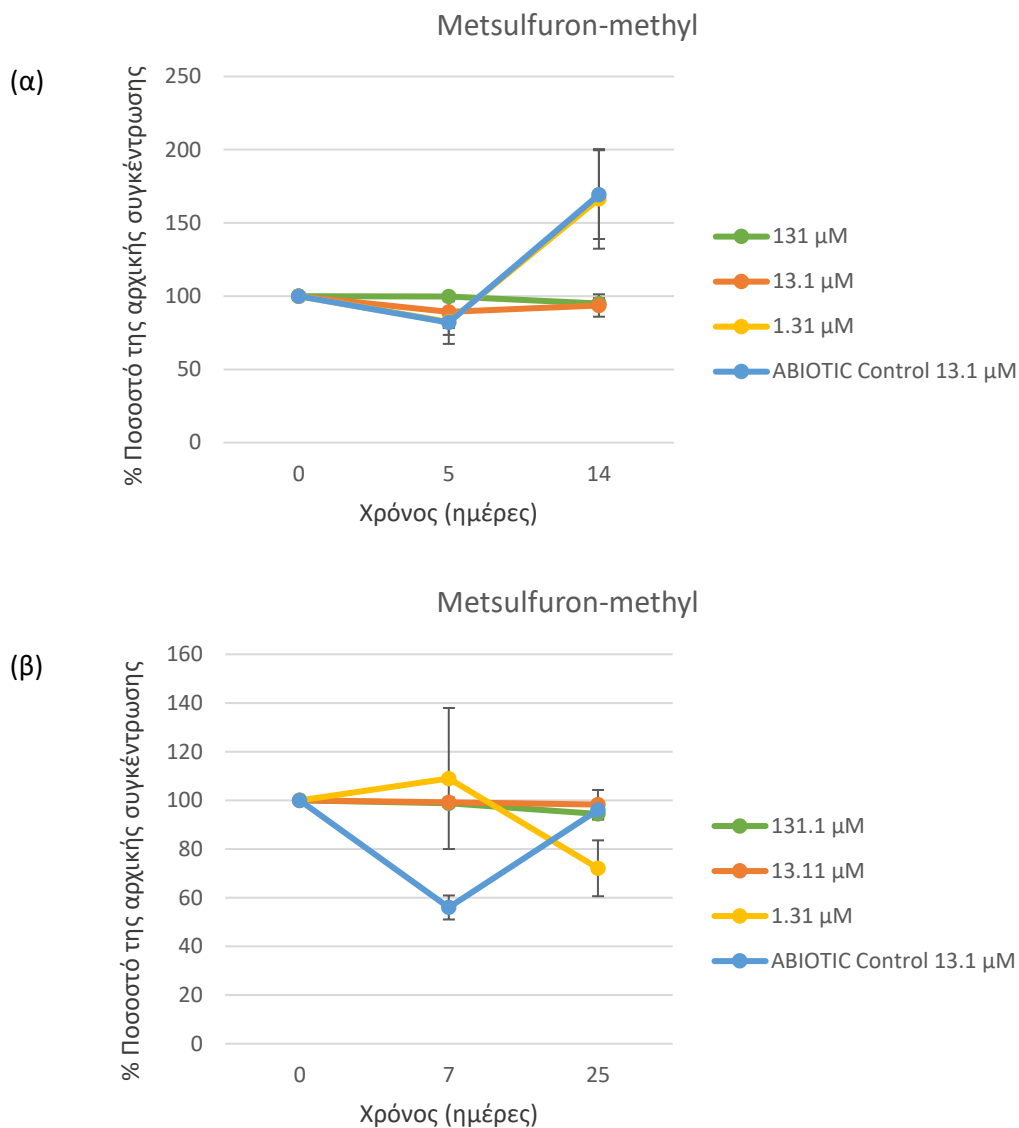 Metsulfuron-methyl
(α)
% Ποσοστό της αρχικής συγκέντρωσης
250
200
150
100
50
0
0 5 14
Χρόνος (ημέρες)
131 μM
13.1 μM
1.31 μM
ABIOTIC Control 13.1 μM
Metsulfuron-methyl
(β)
% Ποσοστό της αρχικής συγκέντρωσης
160
140
120
100
80
60
40
20
0
0 7 25
Χρόνος (ημέρες)
131.1 μM
13.11 μM
1.31 μM
ABIOTIC Control 13.1 μM